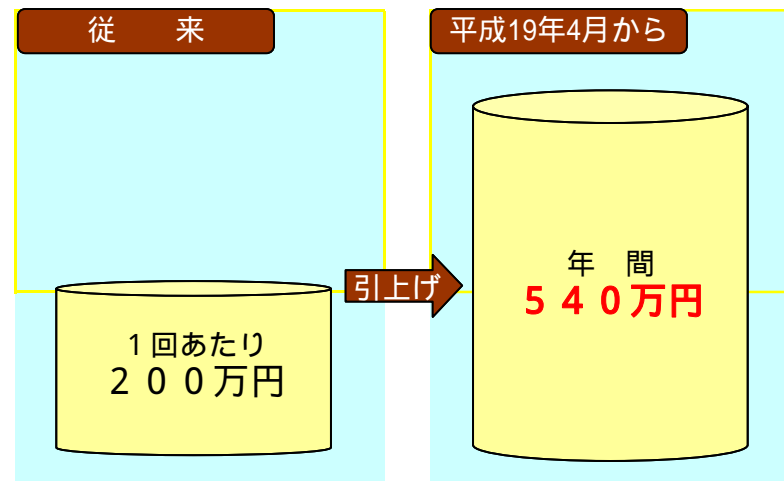 従　来
平成19年4月から
1回あたり
２００万円
引上げ
年　間
５４０万円